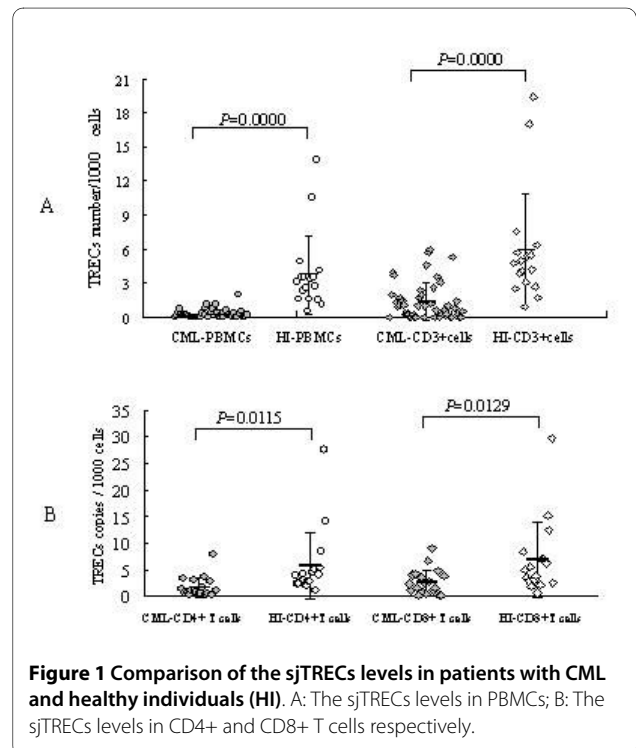 P=0.0000
P=0.0000
A
TRECs number/1000 cells
21
18
15
12
9
6
3
0
CML-PBMCs HI-PBMCs CML-CD3+cells HI-CD3+cells
P=0.0115
P=0.0129
B
TRECs copies / 1000 cells
35
30
25
20
15
10
5
0
CML-CD4+T cells HI-CD4+T cells CML-CD8+T cells HI-CD8+T cells
Figure 1 Comparison of the sjTRECs levels in patients with CML
and healthy individuals (HI). A: The sjTRECs levels in PBMCs; B: The
sjTRECs levels in CD4+ and CD8+ T cells respectively.